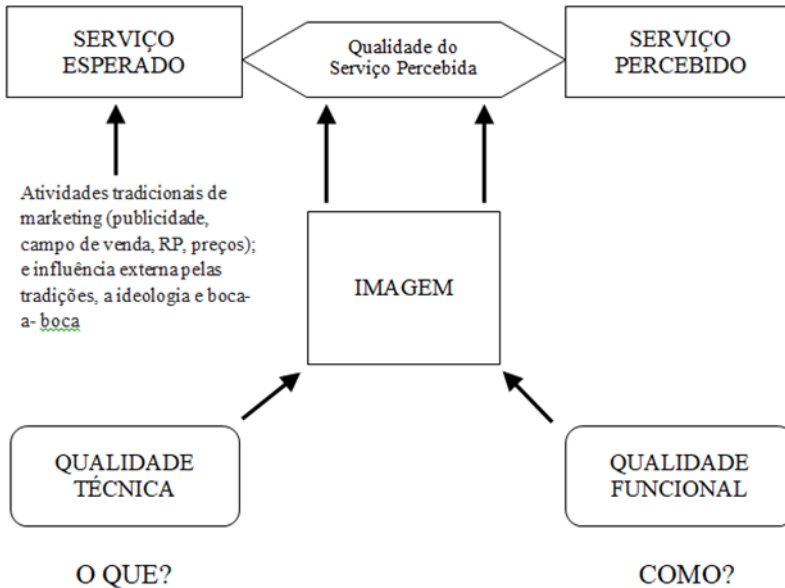 SERVIÇO
ESPERADO
Qualidade do
Serviço Percebida
SERVIÇO
PERCEBIDO
Atividades tradicionais de
marketing (publicidade,
campo de venda, RP, preços);
e influência externa pelas
tradições, a ideologia e boca-
a- boca
IMAGEM
QUALIDADE
TÉCNICA
QUALIDADE
FUNCIONAL
O QUE?
COMO?